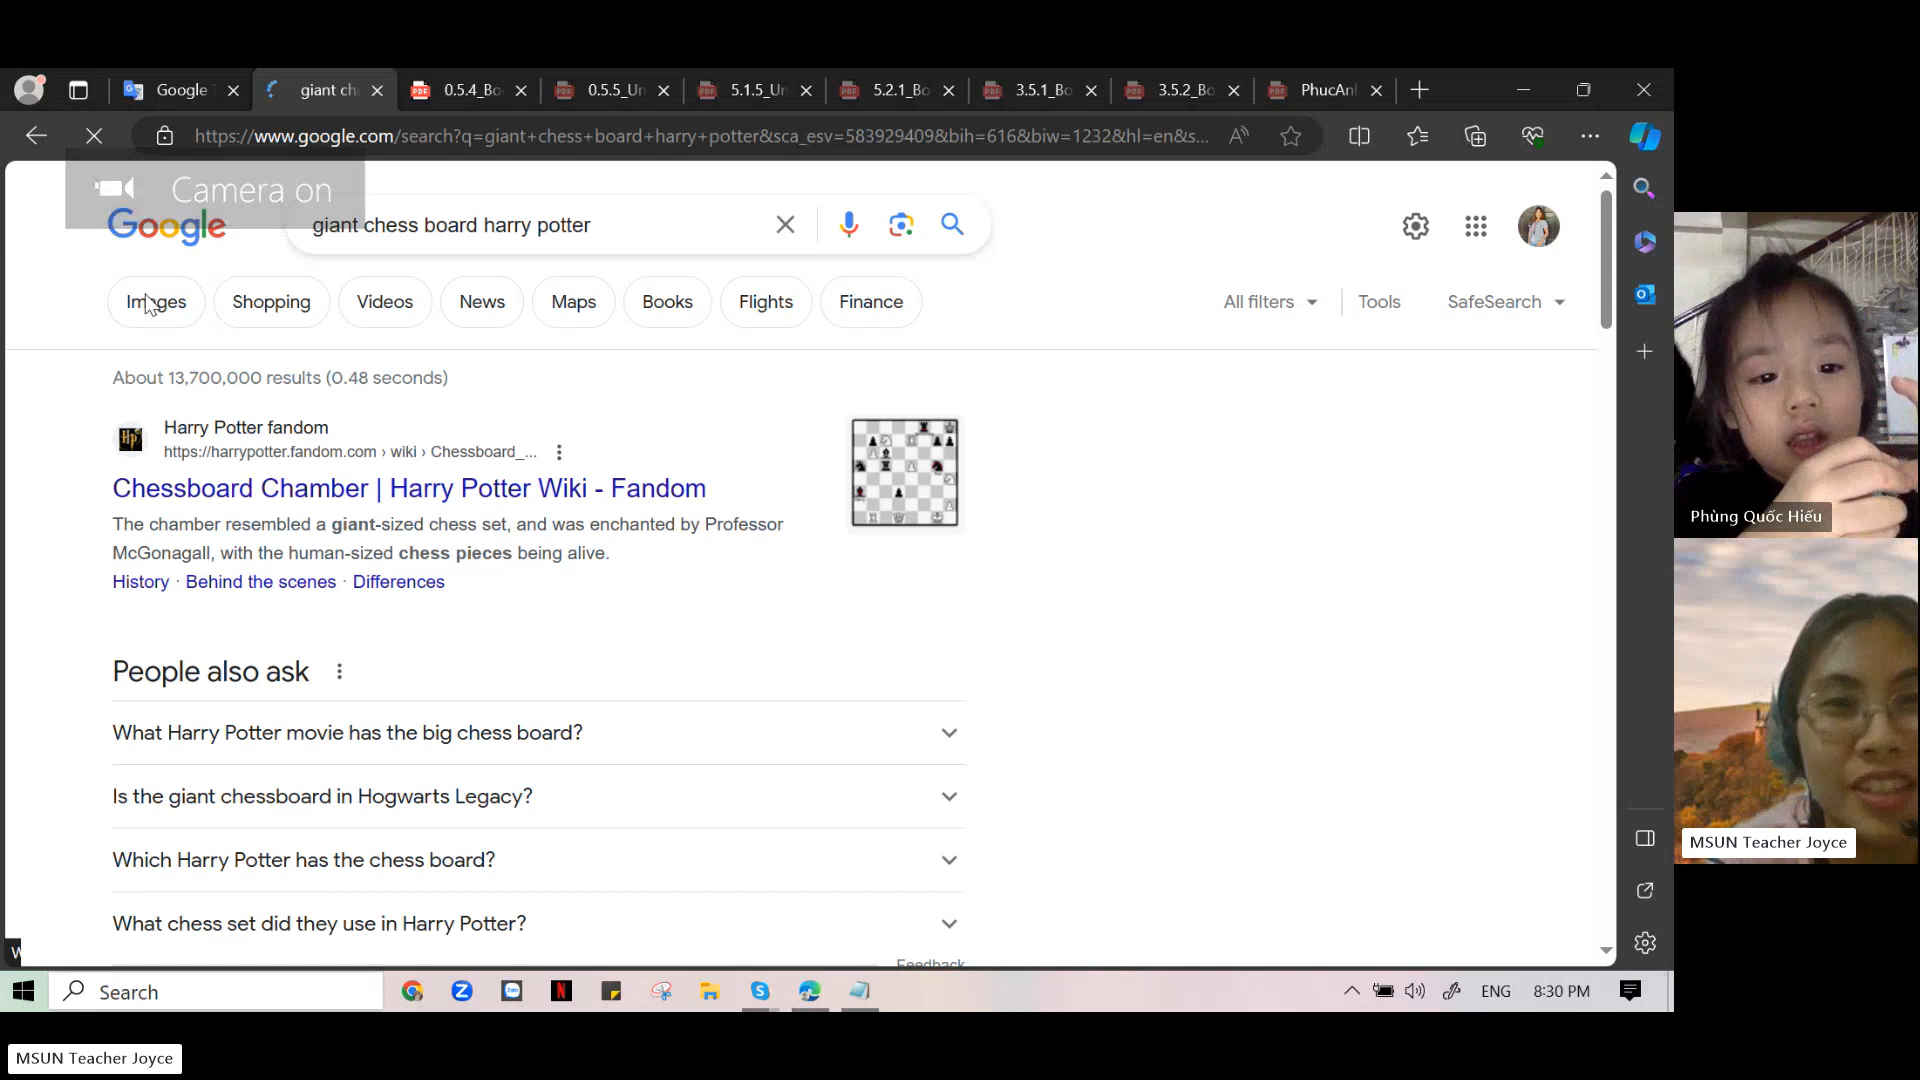 Google T
giant ch
0.5.4_Bo
0.5.5_Un
5.1.5_Un
5.2.1_Bo
3.5.1_Bo
3.5.2_Bo
PhucAnh
https://www.google.com/search?q=giant+chess+board+harry+potter&sca_esv=583929409&bih=616&biw=1232&hl=en&s...
Camera on
Google
giant chess board harry potter
Images
Shopping
Videos
News
Maps
Books
Flights
Finance
All filters
Tools
SafeSearch
About 13,700,000 results (0.48 seconds)
Harry Potter fandom
https://harrypotter.fandom.com › wiki › Chessboard_...
Chessboard Chamber | Harry Potter Wiki - Fandom
The chamber resembled a giant-sized chess set, and was enchanted by Professor
McGonagall, with the human-sized chess pieces being alive.
History · Behind the scenes · Differences
People also ask
What Harry Potter movie has the big chess board?
Is the giant chessboard in Hogwarts Legacy?
Which Harry Potter has the chess board?
What chess set did they use in Harry Potter?
Feedback
Phùng Quốc Hiếu
MSUN Teacher Joyce
Search
ENG
8:30 PM
MSUN Teacher Joyce